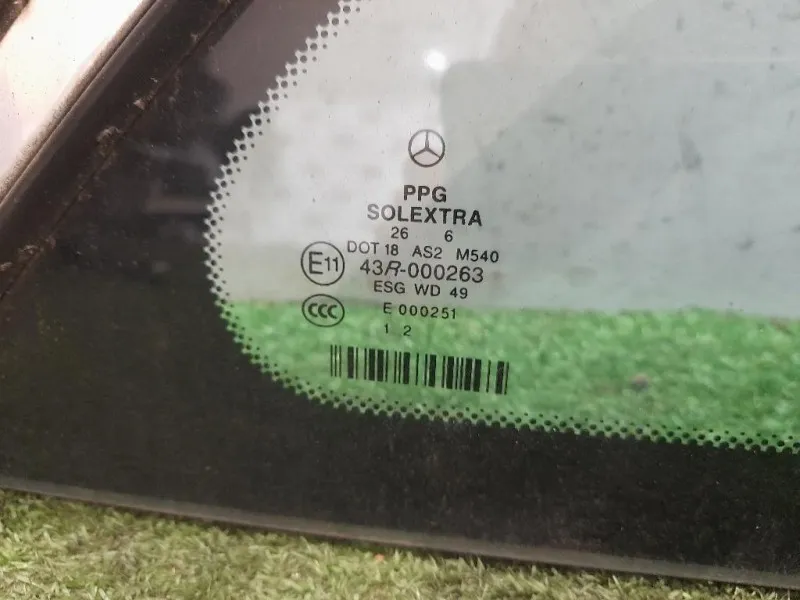 PPG
SOLEXTRA
26 6
DOT 18 AS2 M540
E11 43R-000263
ESG WD 49
CCC E 000251
1 2